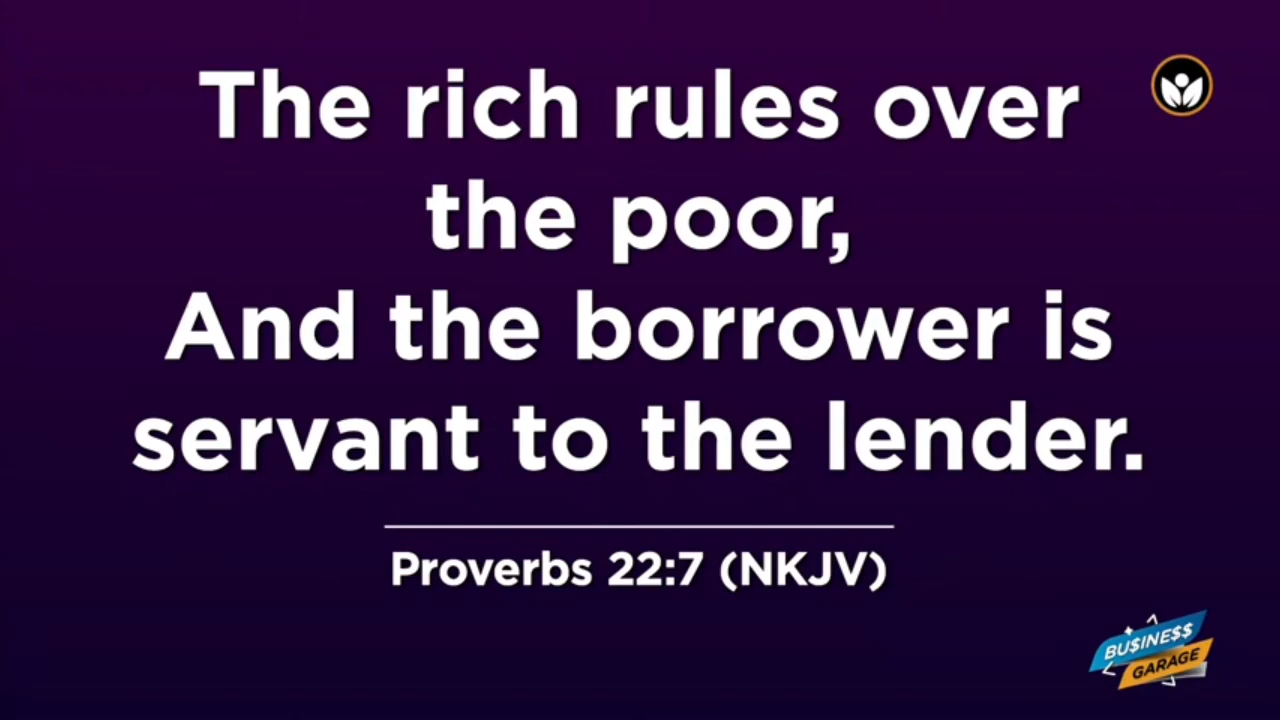 The rich rules over
the poor,
And the borrower is
servant to the lender.
Proverbs 22:7 (NKJV)
BU$INE$$
GARAGE